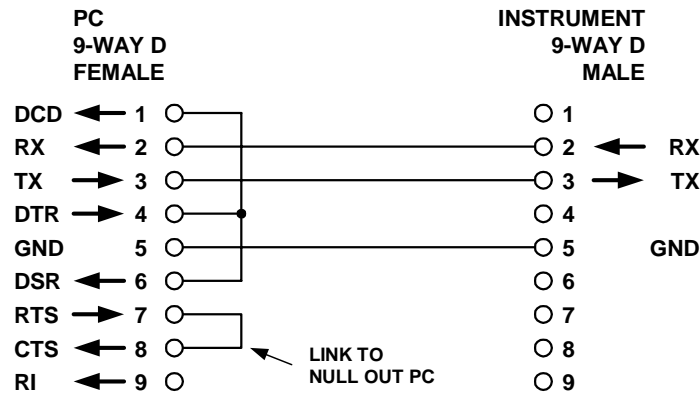 PC
9-WAY D
FEMALE
INSTRUMENT
9-WAY D
MALE
DCD 1 1
RX 2 2 RX
TX 3 3 TX
DTR 4 4
GND 5 5 GND
DSR 6 6
RTS 7 7
CTS 8 8
RI 9 9
LINK TO
NULL OUT PC